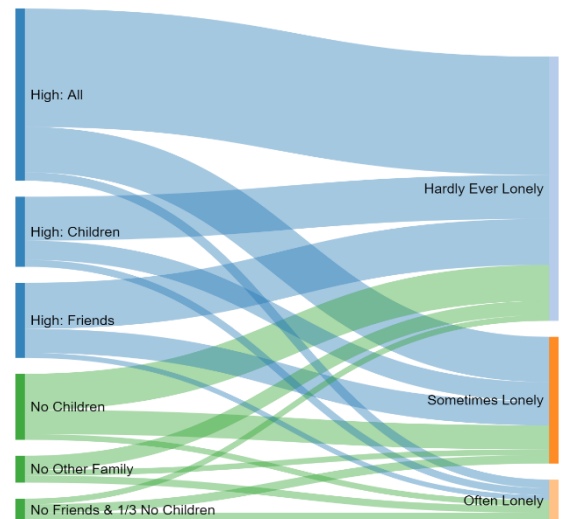 High: All
Hardly Ever Lonely
High: Children
High: Friends
Sometimes Lonely
No Children
No Other Family
Often Lonely
No Friends & 1/3 No Children